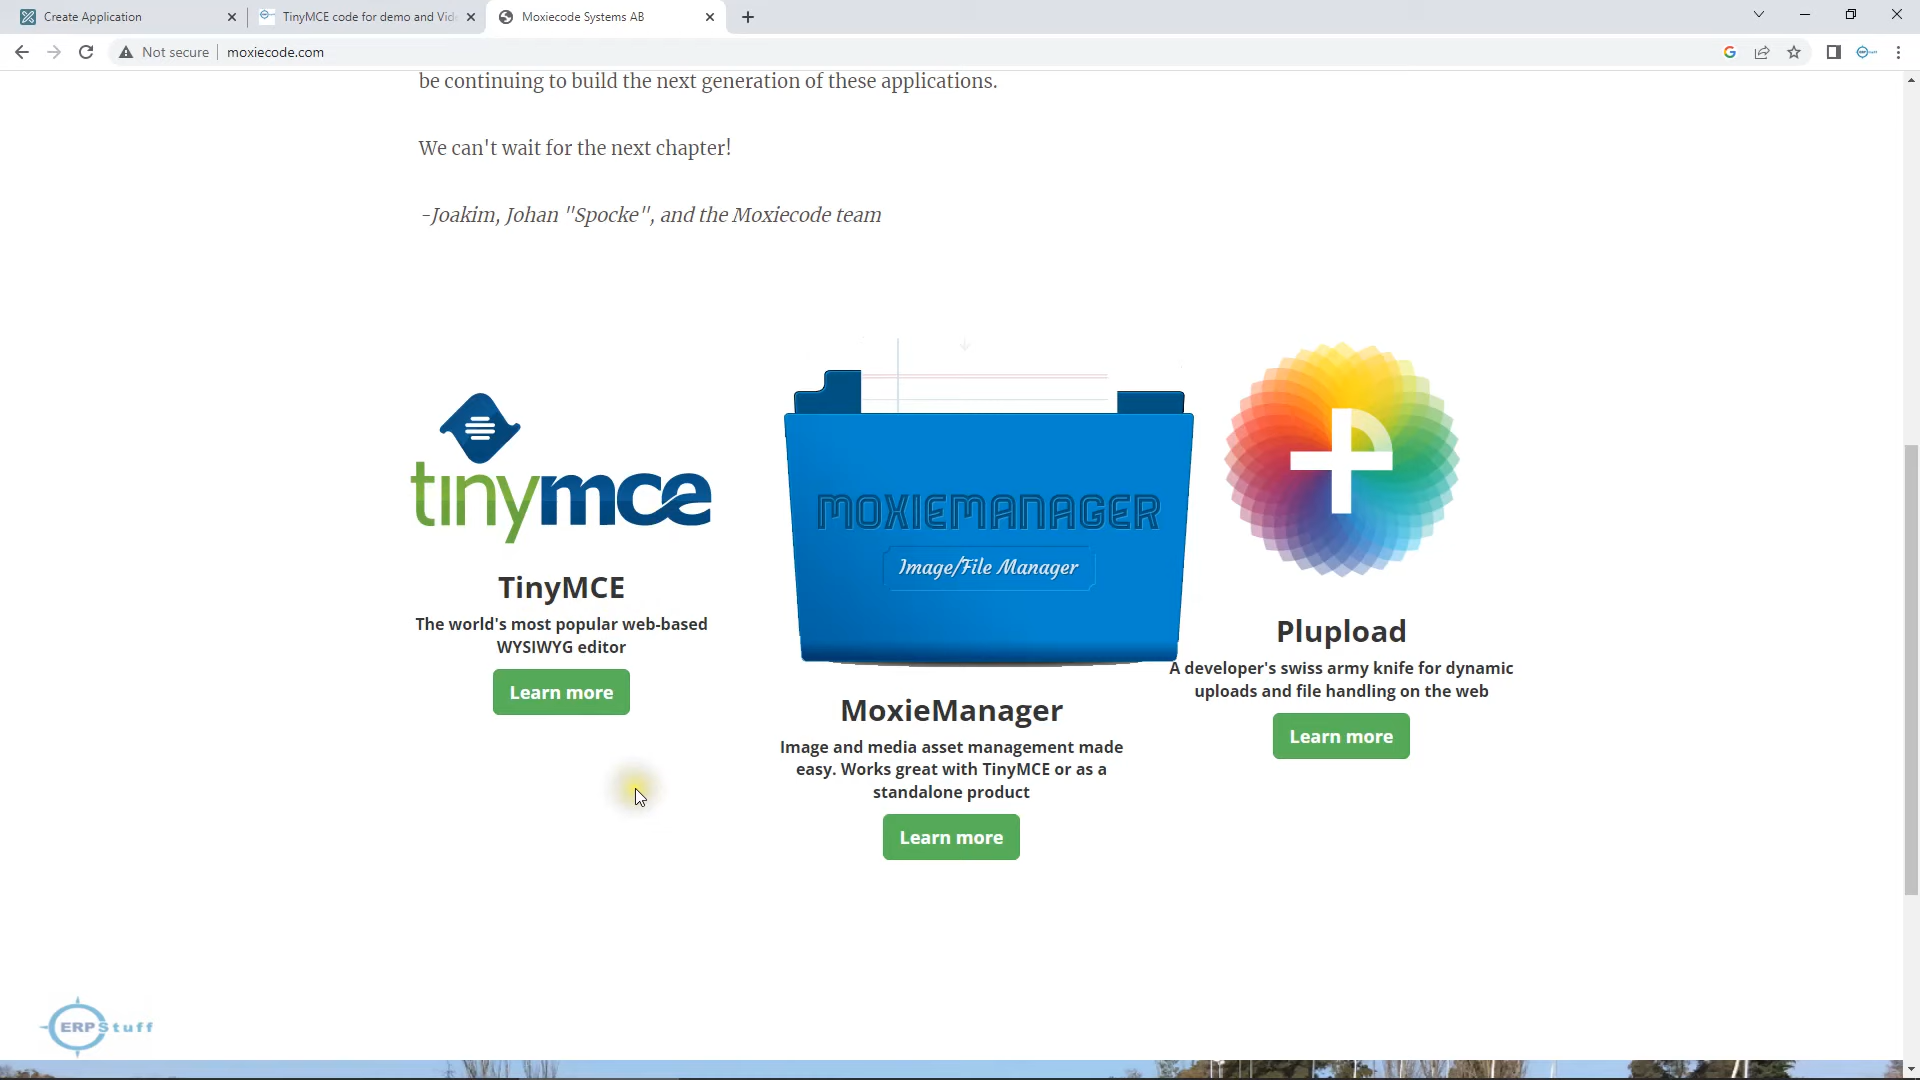 Create Application
TinyMCE code for demo and Vid
Moxiecode Systems AB
Not secure
moxiecode.com
be continuing to build the next generation of these applications.
We can't wait for the next chapter!
-Joakim, Johan "Spocke", and the Moxiecode team
tinymce
MOXIEMANAGER
Image/File Manager
TinyMCE
The world's most popular web-based
WYSIWYG editor
Learn more
MoxieManager
Image and media asset management made
easy. Works great with TinyMCE or as a
standalone product
Learn more
Plupload
A developer's swiss army knife for dynamic
uploads and file handling on the web
Learn more
ERPStuff